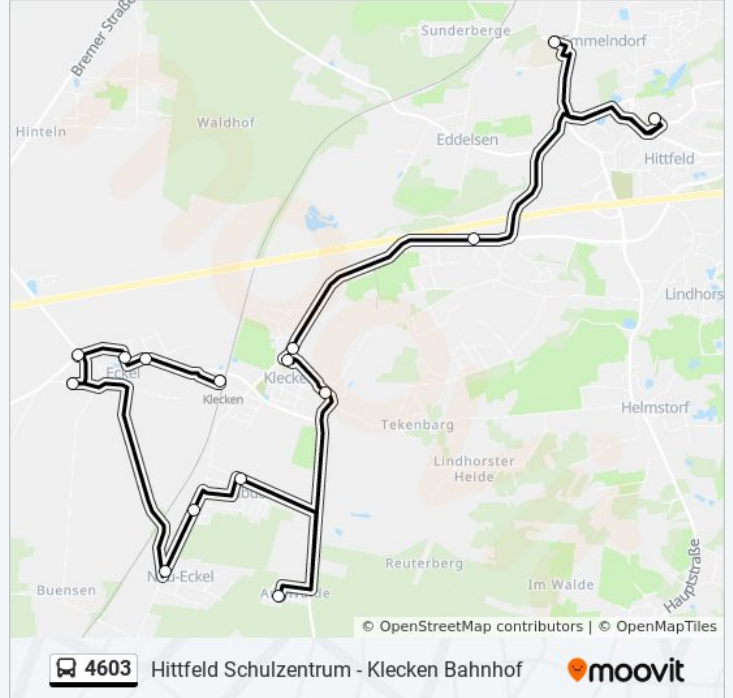 Bremer Straße
Sunderberge
Emmelndorf
Hinteln
Waldhof
Eddelsen
Hittfeld
Lindhors
Eckel
Klecke
Klecken
Tekenbarg
Helmstorf
Lindhorster
Heide
Neu-Eckel
Buensen
Reuterberg
Im Walde
Hauptstraße
© OpenStreetMap contributors | © OpenMapTiles
4603 Hittfeld Schulzentrum - Klecken Bahnhof moovit